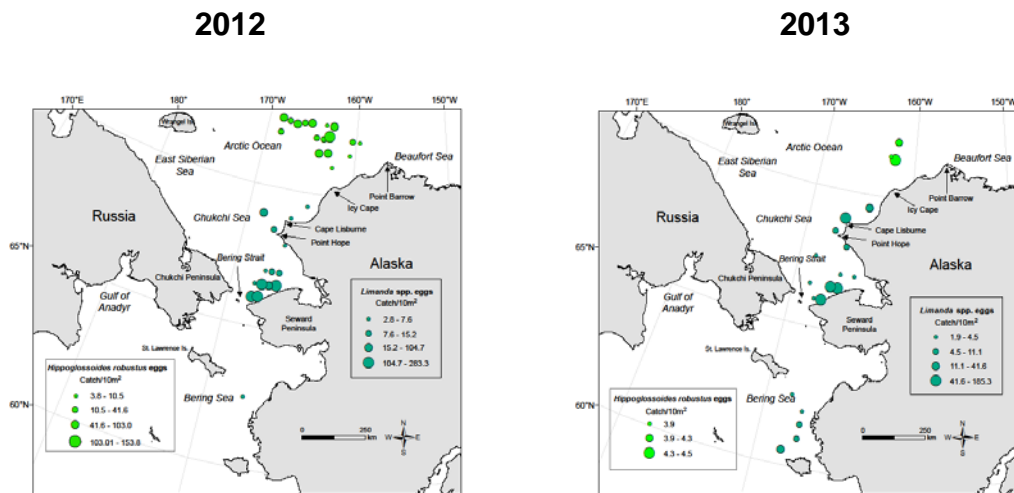 2012
2013
170°E
180°
170°W
160°W
150°W
Wrangel Is.
Arctic Ocean
East Siberian
Sea
Beaufort Sea
Point Barrow
Icy Cape
Russia
Chukchi Sea
Cape Lisburne
Point Hope
65°N
Bering Strait
Chukchi Peninsula
Alaska
Gulf of
Anadyr
Seward
Peninsula
Limanda spp. eggs
Catch/10m²
2.8 - 7.6
7.6 - 15.2
15.2 - 104.7
104.7 - 283.3
St. Lawrence Is.
Hippoglossoides robustus eggs
Catch/10m²
3.8 - 10.5
10.5 - 41.6
41.6 - 103.0
103.01 - 153.8
Bering Sea
60°N
0
250
km
N
W
E
S
170°E
180°
170°W
160°W
150°W
Wrangel Is.
Arctic Ocean
East Siberian
Sea
Beaufort Sea
Point Barrow
Icy Cape
Russia
Chukchi Sea
Cape Lisburne
Point Hope
65°N
Bering Strait
Chukchi Peninsula
Alaska
Gulf of
Anadyr
Seward
Peninsula
Limanda spp. eggs
Catch/10m²
1.9 - 4.5
4.5 - 11.1
11.1 - 41.6
41.6 - 185.3
St. Lawrence Is.
Bering Sea
60°N
Hippoglossoides robustus eggs
Catch/10m²
3.9
3.9 - 4.3
4.3 - 4.5
0
250
km
N
W
E
S